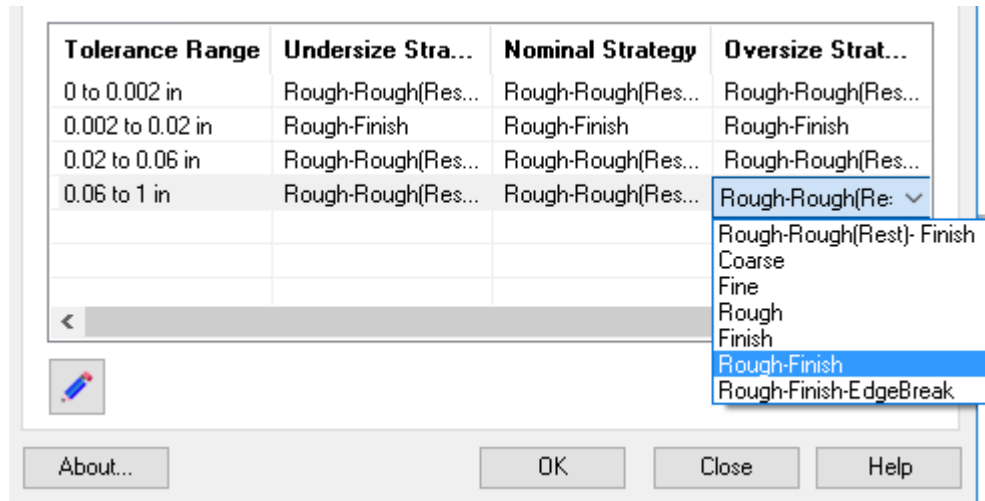 Tolerance Range Undersize Stra... Nominal Strategy Oversize Strat...
0 to 0.002 in Rough-Rough(Res... Rough-Rough(Res... Rough-Rough(Res...
0.002 to 0.02 in Rough-Finish Rough-Finish Rough-Finish
0.02 to 0.06 in Rough-Rough(Res... Rough-Rough(Res... Rough-Rough(Res...
0.06 to 1 in Rough-Rough(Res... Rough-Rough(Res... Rough-Rough(Re:
Rough-Rough(Rest)- Finish
Coarse
Fine
Rough
Finish
Rough-Finish
Rough-Finish-EdgeBreak
About... OK Close Help